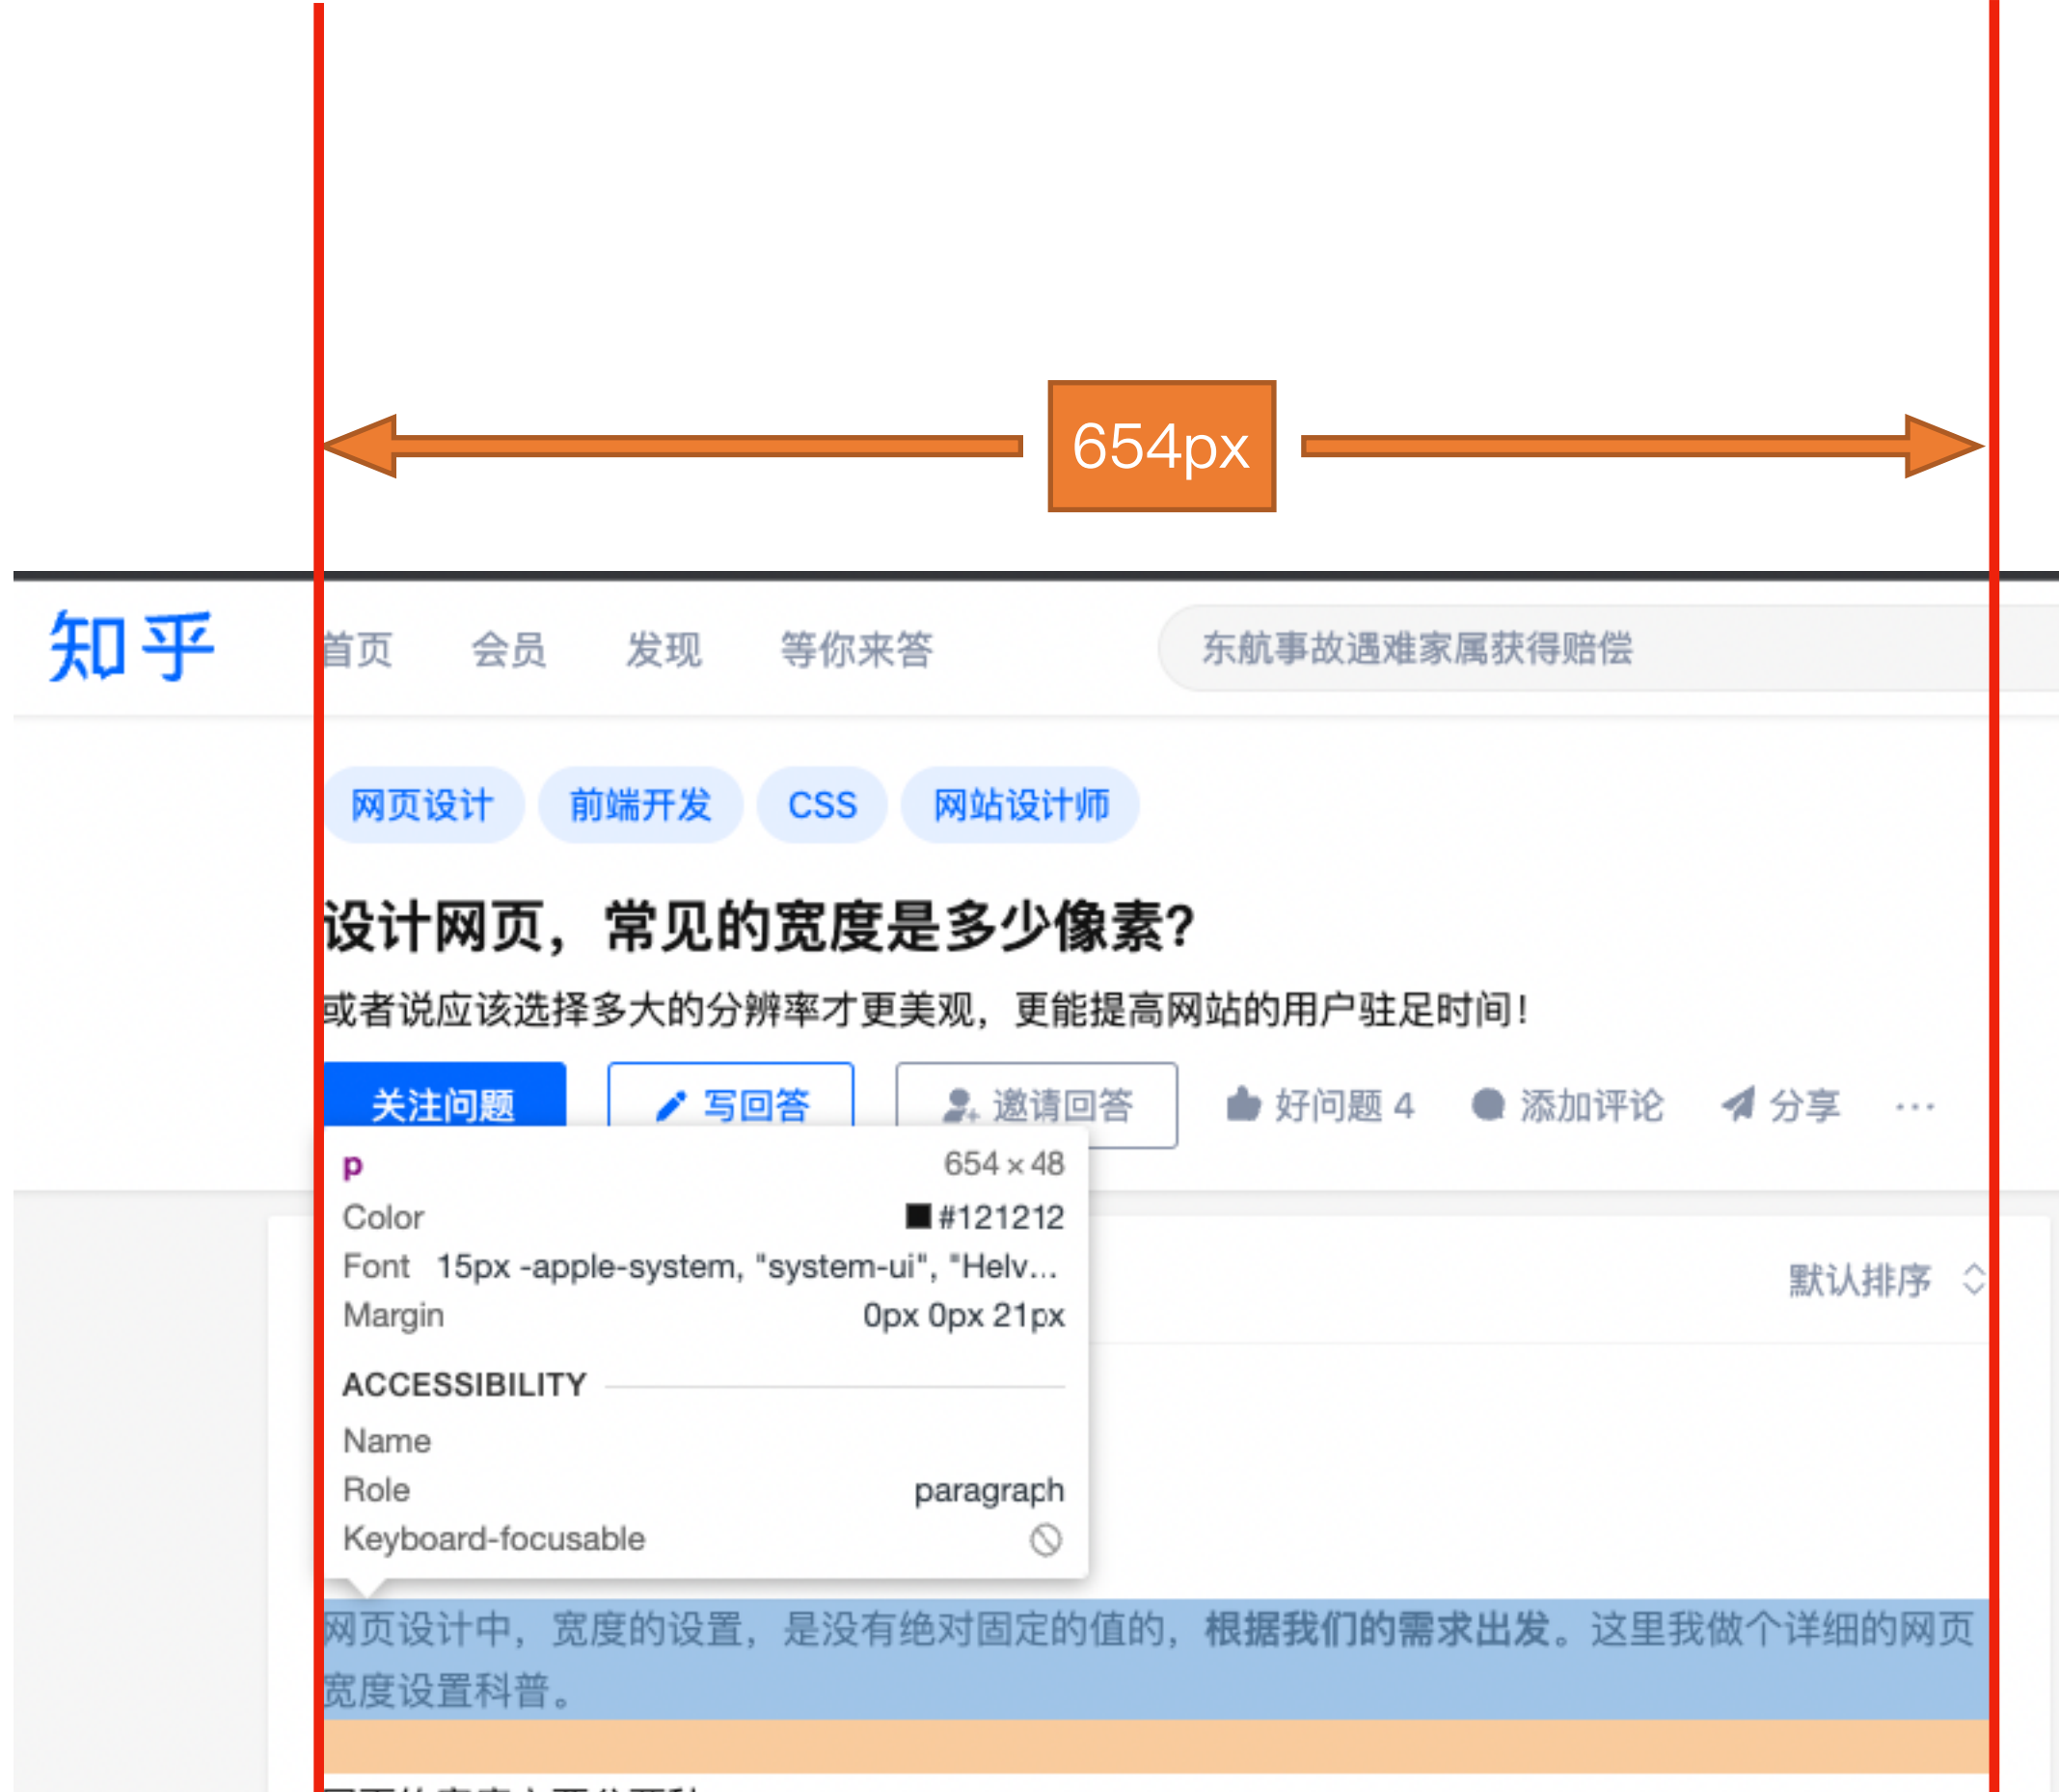 654px
知乎 首页 会员 发现 等你来答 东航事故遇难家属获得赔偿
网页设计 前端开发 CSS 网站设计师
设计网页，常见的宽度是多少像素？
或者说应该选择多大的分辨率才更美观，更能提高网站的用户驻足时间！
关注问题 写回答 邀请回答 好问题 4 添加评论 分享 ···
p 654 × 48
Color #121212
Font 15px -apple-system, "system-ui", "Helv...
Margin 0px 0px 21px
默认排序
ACCESSIBILITY
Name
Role paragraph
Keyboard-focusable
网页设计中，宽度的设置，是没有绝对固定的值的，根据我们的需求出发。这里我做个详细的网页
宽度设置科普。